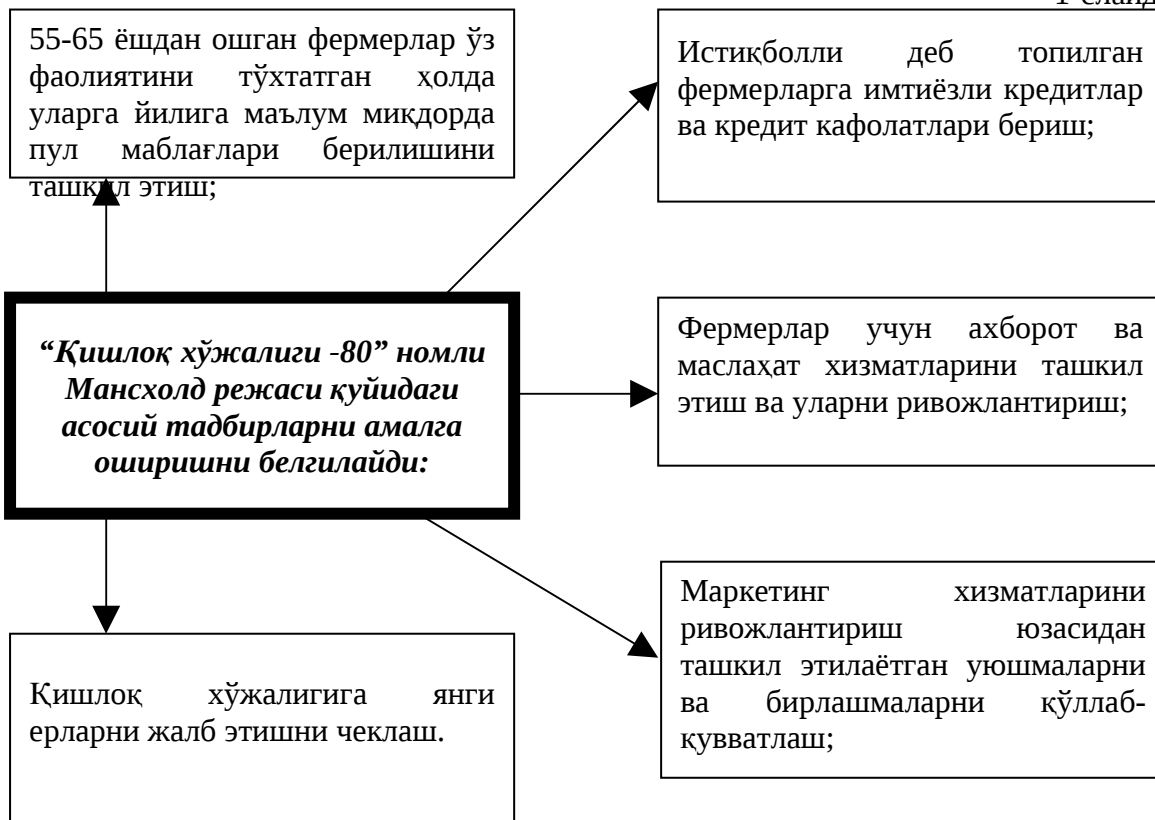 1-слайд
55-65 ёшдан ошган фермерлар ўз
фаолиятини тўхтатган ҳолда
уларга йилига маълум миқдорда
пул маблағлари берилишини
ташкил этиш;
Истиқболли деб топилган
фермерларга имтиёзли кредитлар
ва кредит кафолатлари бериш;
“Қишлоқ хўжалиги -80” номли
Мансхолд режаси қуйидаги
асосий тадбирларни амалга
оширишни белгилайди:
Фермерлар учун ахборот ва
маслаҳат хизматларини ташкил
этиш ва уларни ривожлантириш;
Маркетинг хизматларини
ривожлантириш юзасидан
ташкил этилаётган уюшмаларни
ва бирлашмаларни қўллаб-
қувватлаш;
Қишлоқ хўжалигига янги
ерларни жалб этишни чеклаш.